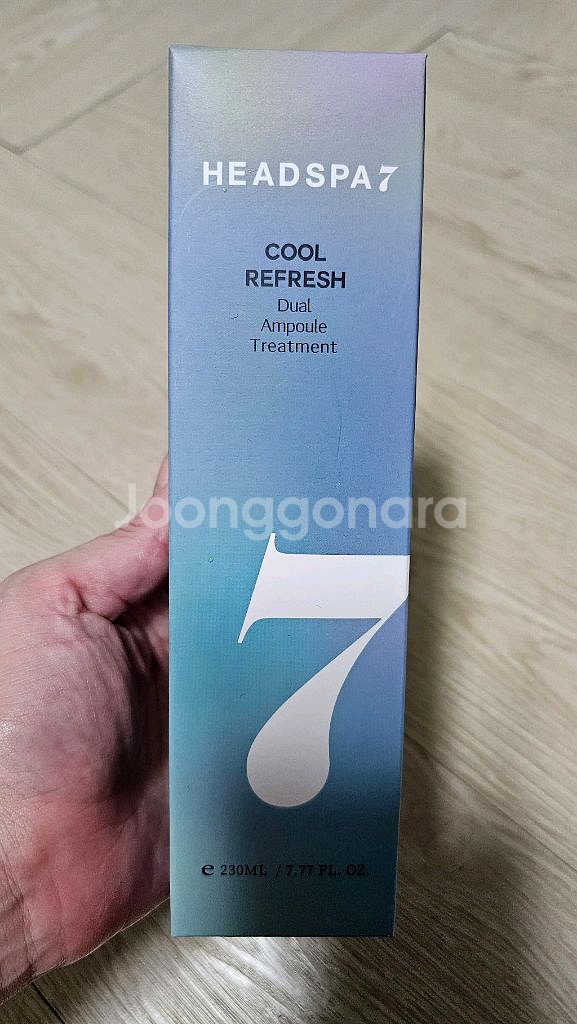 HEADSPA7
COOL
REFRESH
Dual
Ampoule
Treatment
Joonggonara
7
e 230ML / 7.77 FL. OZ.